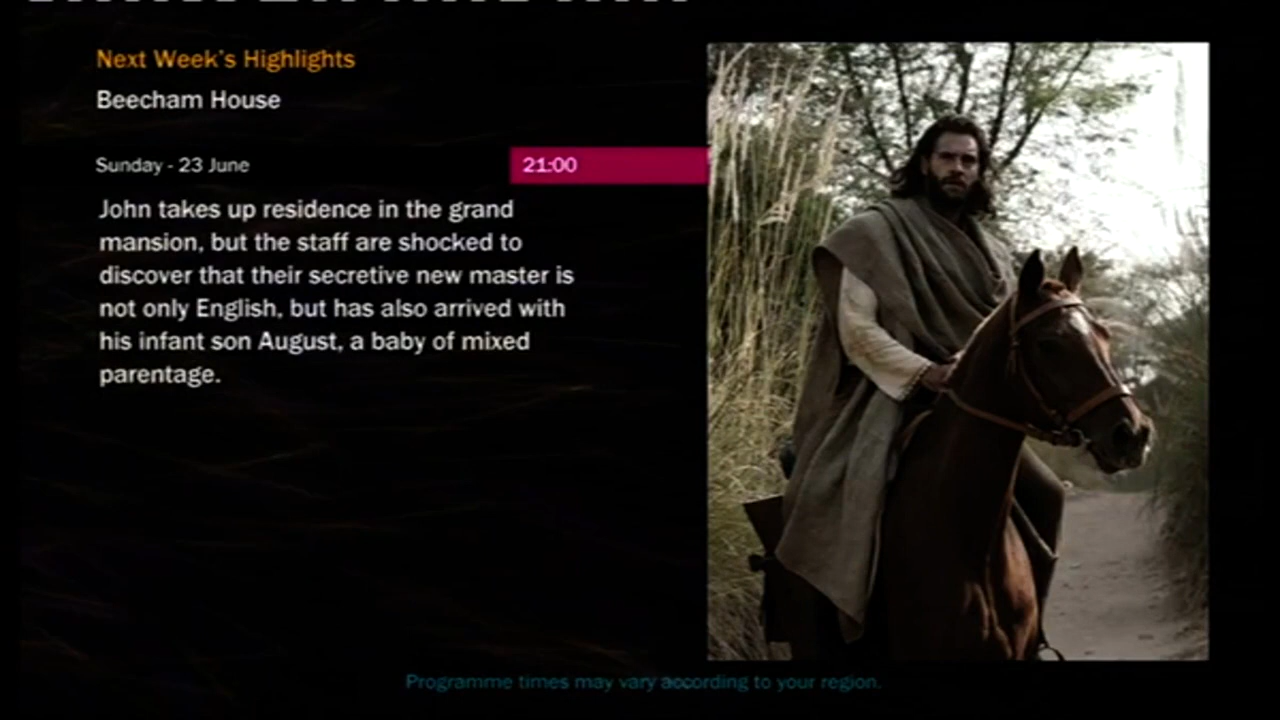 Next Week's Highlights
Beecham House
Sunday - 23 June
21:00
John takes up residence in the grand
mansion, but the staff are shocked to
discover that their secretive new master is
not only English, but has also arrived with
his infant son August, a baby of mixed
parentage.
Programme times may vary according to your region.